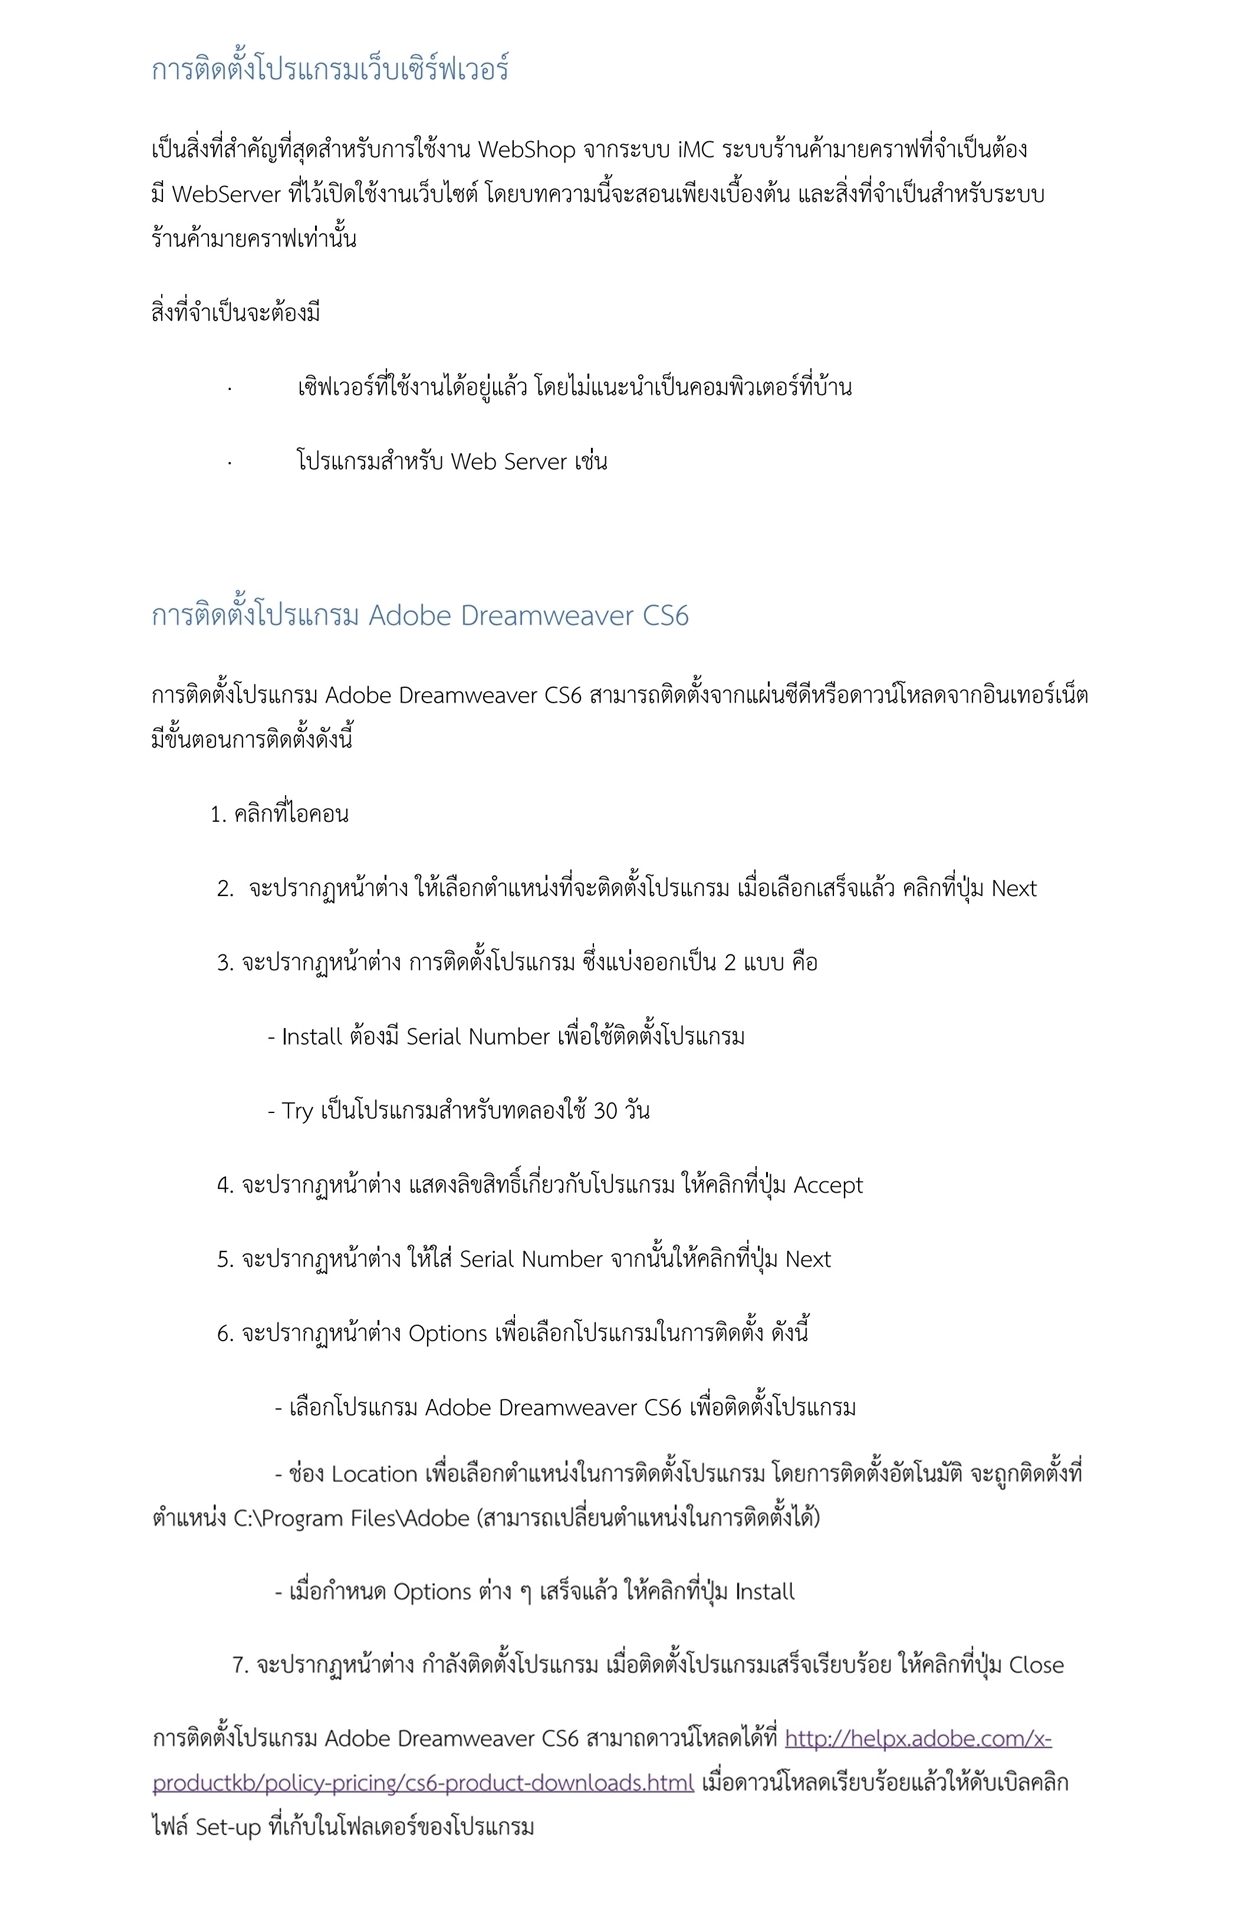 การติดตั้งโปรแกรมเว็บเซิร์ฟเวอร์
เป็นสิ่งที่สำคัญที่สุดสำหรับการใช้งาน WebShop จากระบบ iMC ระบบร้านค้ามายคราฟที่จำเป็นต้อง
มี WebServer ที่ไว้เปิดใช้งานเว็บไซต์ โดยบทความนี้จะสอนเพียงเบื้องต้น และสิ่งที่จำเป็นสำหรับระบบ
ร้านค้ามายคราฟเท่านั้น
สิ่งที่จำเป็นจะต้องมี
· เซิฟเวอร์ที่ใช้งานได้อยู่แล้ว โดยไม่แนะนำเป็นคอมพิวเตอร์ที่บ้าน
· โปรแกรมสำหรับ Web Server เช่น
การติดตั้งโปรแกรม Adobe Dreamweaver CS6
การติดตั้งโปรแกรม Adobe Dreamweaver CS6 สามารถติดตั้งจากแผ่นซีดีหรือดาวน์โหลดจากอินเทอร์เน็ต
มีขั้นตอนการติดตั้งดังนี้
1. คลิกที่ไอคอน
2. จะปรากฏหน้าต่าง ให้เลือกตำแหน่งที่จะติดตั้งโปรแกรม เมื่อเลือกเสร็จแล้ว คลิกที่ปุ่ม Next
3. จะปรากฏหน้าต่าง การติดตั้งโปรแกรม ซึ่งแบ่งออกเป็น 2 แบบ คือ
- Install ต้องมี Serial Number เพื่อใช้ติดตั้งโปรแกรม
- Try เป็นโปรแกรมสำหรับทดลองใช้ 30 วัน
4. จะปรากฏหน้าต่าง แสดงลิขสิทธิ์เกี่ยวกับโปรแกรม ให้คลิกที่ปุ่ม Accept
5. จะปรากฏหน้าต่าง ให้ใส่ Serial Number จากนั้นให้คลิกที่ปุ่ม Next
6. จะปรากฏหน้าต่าง Options เพื่อเลือกโปรแกรมในการติดตั้ง ดังนี้
- เลือกโปรแกรม Adobe Dreamweaver CS6 เพื่อติดตั้งโปรแกรม
- ช่อง Location เพื่อเลือกตำแหน่งในการติดตั้งโปรแกรม โดยการติดตั้งอัตโนมัติ จะถูกติดตั้งที่
ตำแหน่ง C:\Program Files\Adobe (สามารถเปลี่ยนตำแหน่งในการติดตั้งได้)
- เมื่อกำหนด Options ต่าง ๆ เสร็จแล้ว ให้คลิกที่ปุ่ม Install
7. จะปรากฏหน้าต่าง กำลังติดตั้งโปรแกรม เมื่อติดตั้งโปรแกรมเสร็จเรียบร้อย ให้คลิกที่ปุ่ม Close
การติดตั้งโปรแกรม Adobe Dreamweaver CS6 สามาถดาวน์โหลดได้ที่ http://helpx.adobe.com/x-
productkb/policy-pricing/cs6-product-downloads.html เมื่อดาวน์โหลดเรียบร้อยแล้วให้ดับเบิลคลิก
ไฟล์ Set-up ที่เก้บในโฟลเดอร์ของโปรแกรม